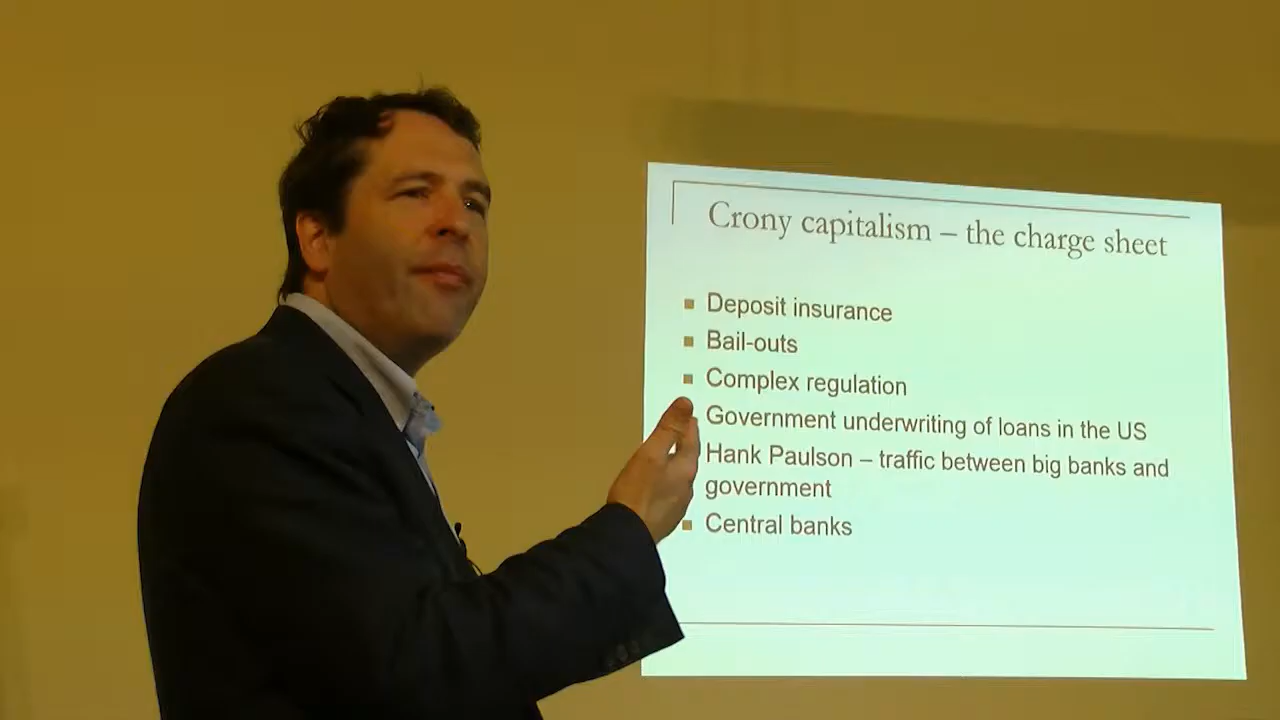 Crony capitalism – the charge sheet
Deposit insurance
Bail-outs
Complex regulation
Government underwriting of loans in the US
Hank Paulson – traffic between big banks and
government
Central banks